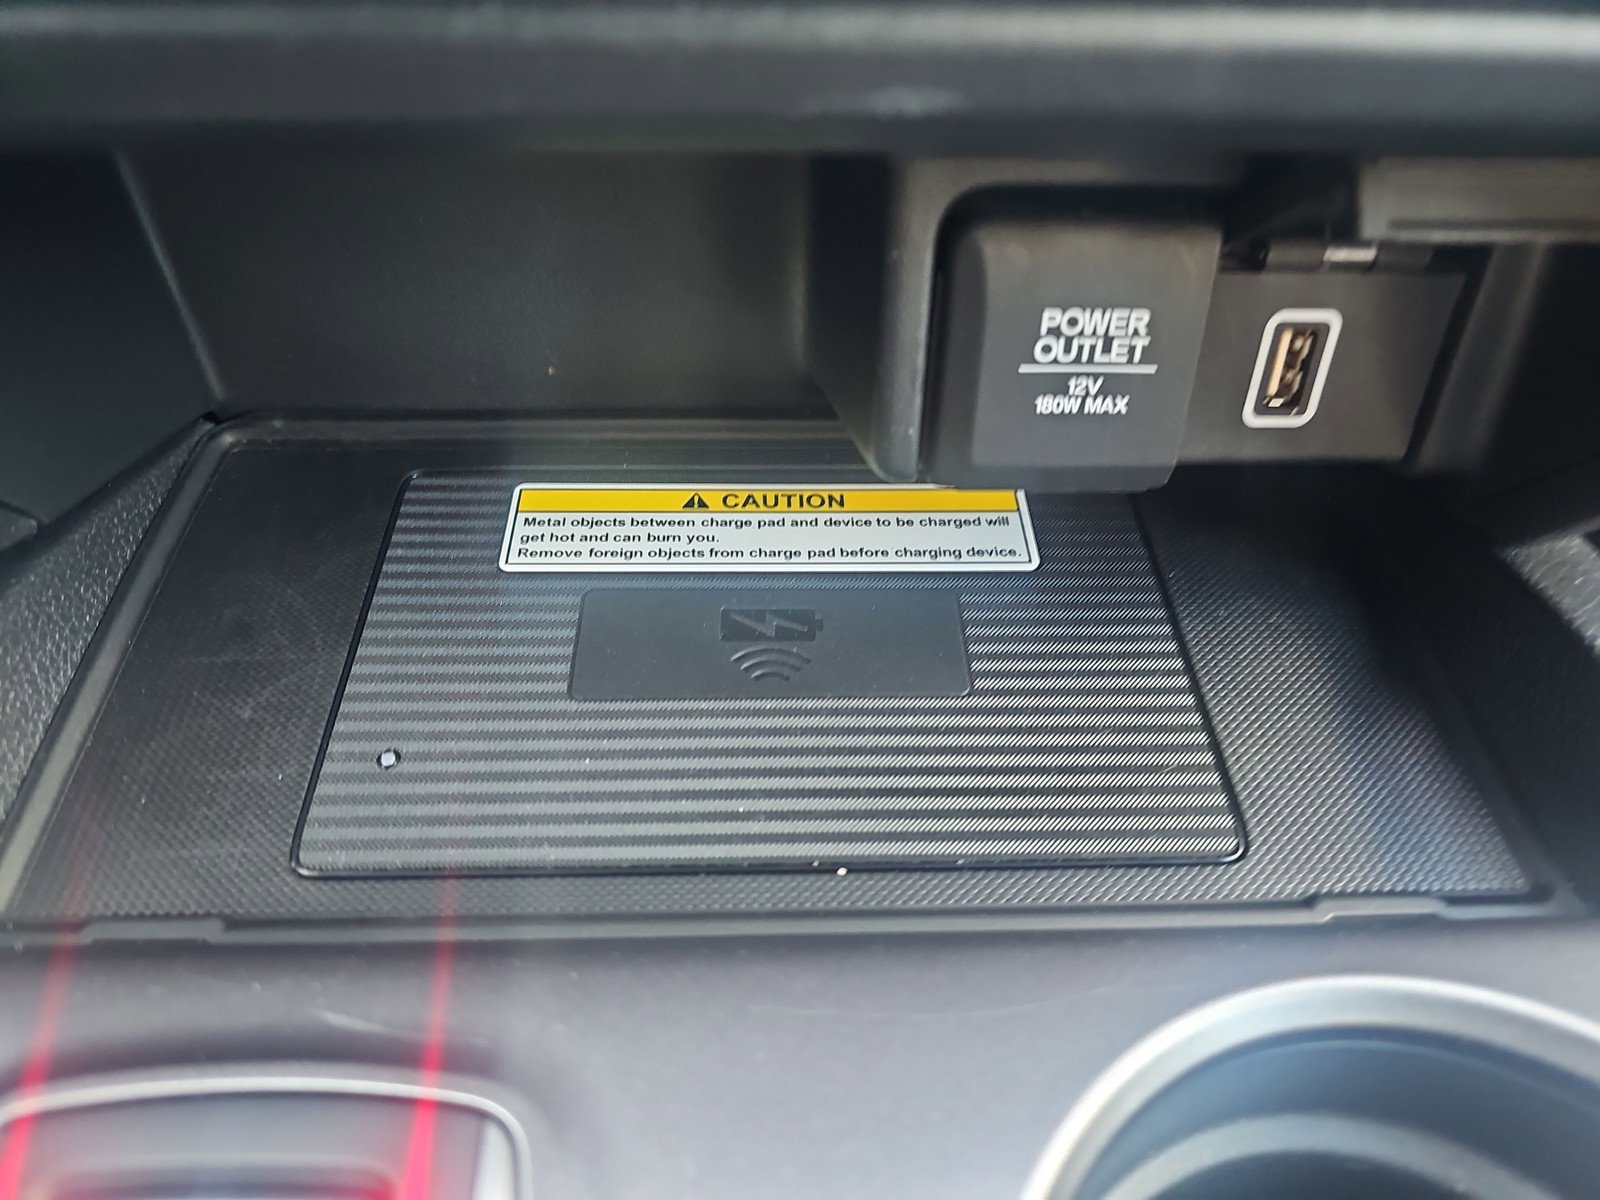 POWER
OUTLET
12V
180W MAX
⚠ CAUTION
Metal objects between charge pad and device to be charged will
get hot and can burn you.
Remove foreign objects from charge pad before charging device.